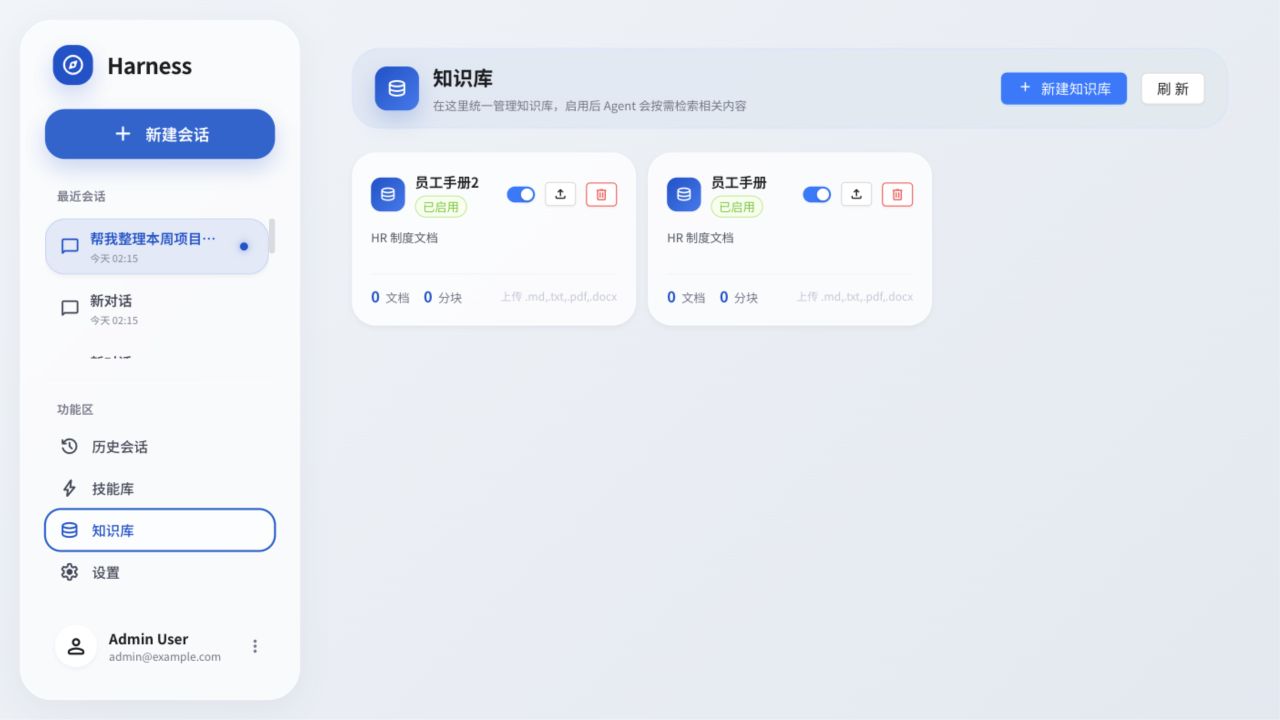 Harness
新建会话
最近会话
帮我整理本周项目…
今天 02:15
新对话
今天 02:15
新对话
功能区
历史会话
技能库
知识库
设置
Admin User
admin@example.com
知识库
在这里统一管理知识库，启用后 Agent 会按需检索相关内容
新建知识库
刷 新
员工手册2
已启用
HR 制度文档
0 文档 0 分块 上传 .md,.txt,.pdf,.docx
员工手册
已启用
HR 制度文档
0 文档 0 分块 上传 .md,.txt,.pdf,.docx